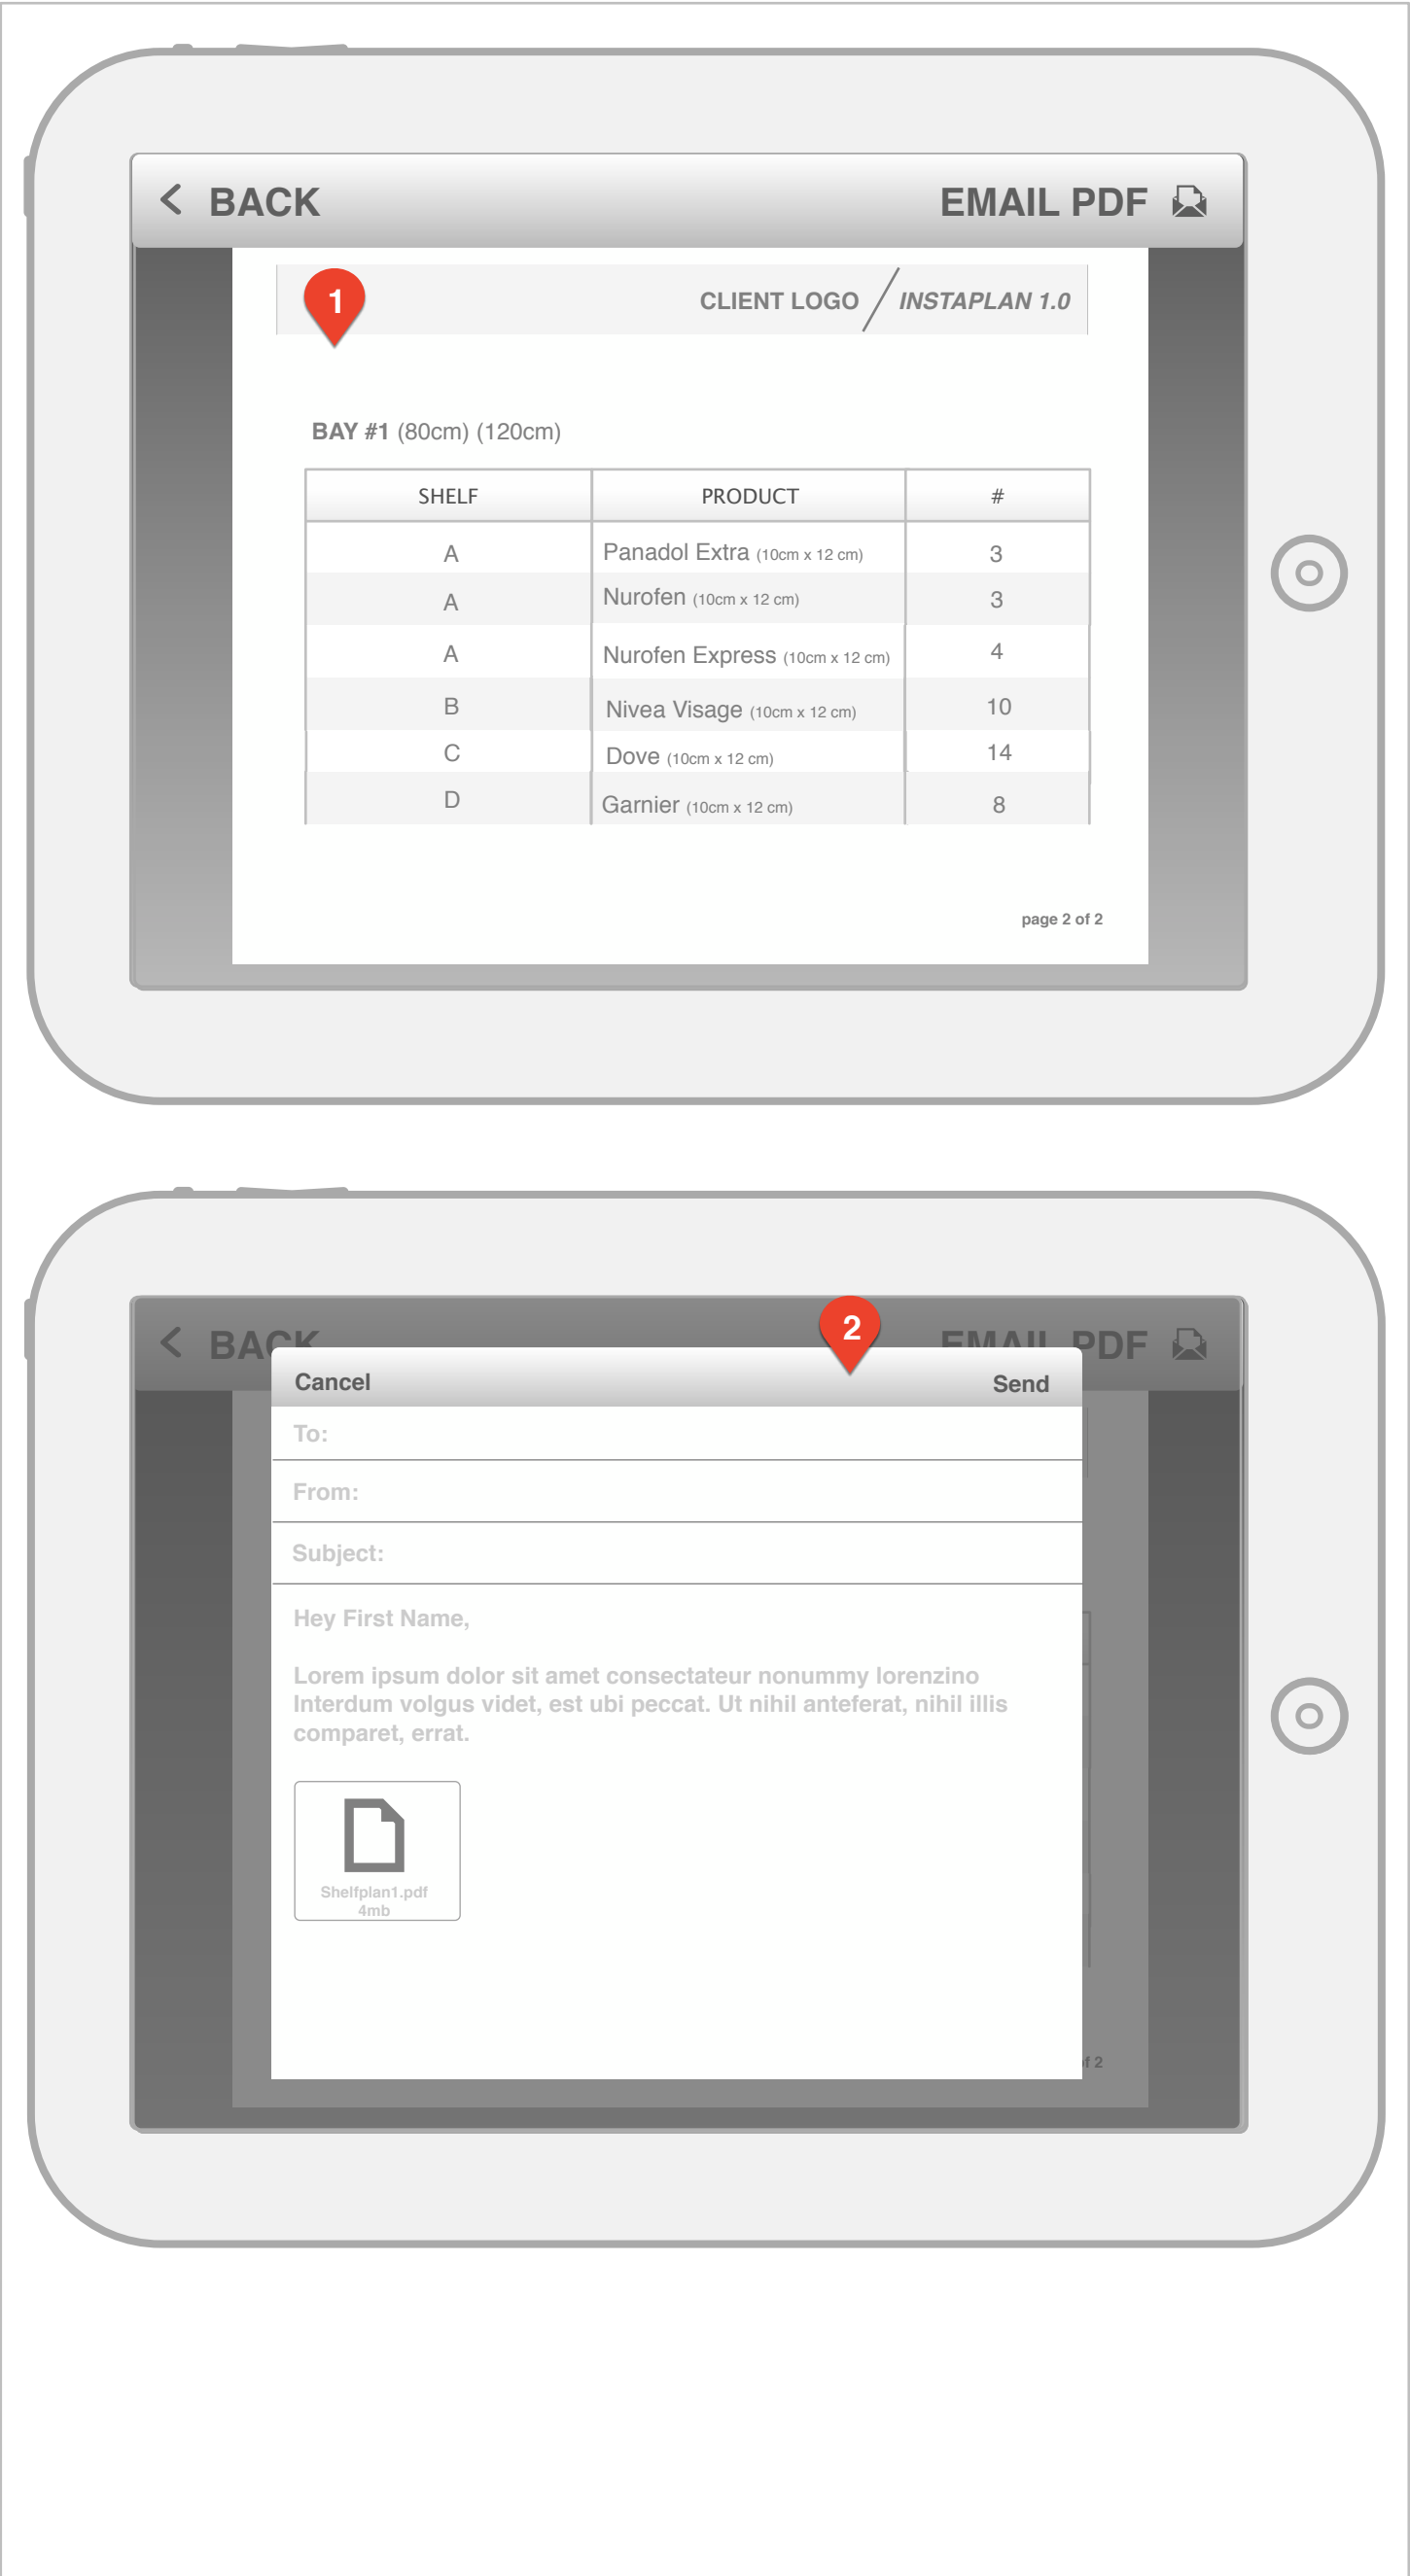 BACK EMAIL PDF
1
CLIENT LOGO INSTAPLAN 1.0
BAY #1 (80cm) (120cm)
SHELF PRODUCT #
A Panadol Extra (10cm x 12 cm) 3
A Nurofen (10cm x 12 cm) 3
A Nurofen Express (10cm x 12 cm) 4
B Nivea Visage (10cm x 12 cm) 10
C Dove (10cm x 12 cm) 14
D Garnier (10cm x 12 cm) 8
page 2 of 2
2
BACK EMAIL PDF
Cancel Send
To:
From:
Subject:
Hey First Name,
Lorem ipsum dolor sit amet consectateur nonummy lorenzino
Interdum volgus videt, est ubi peccat. Ut nihil anteferat, nihil illis
comparet, errat.
Shelfplan1.pdf
4mb
of 2